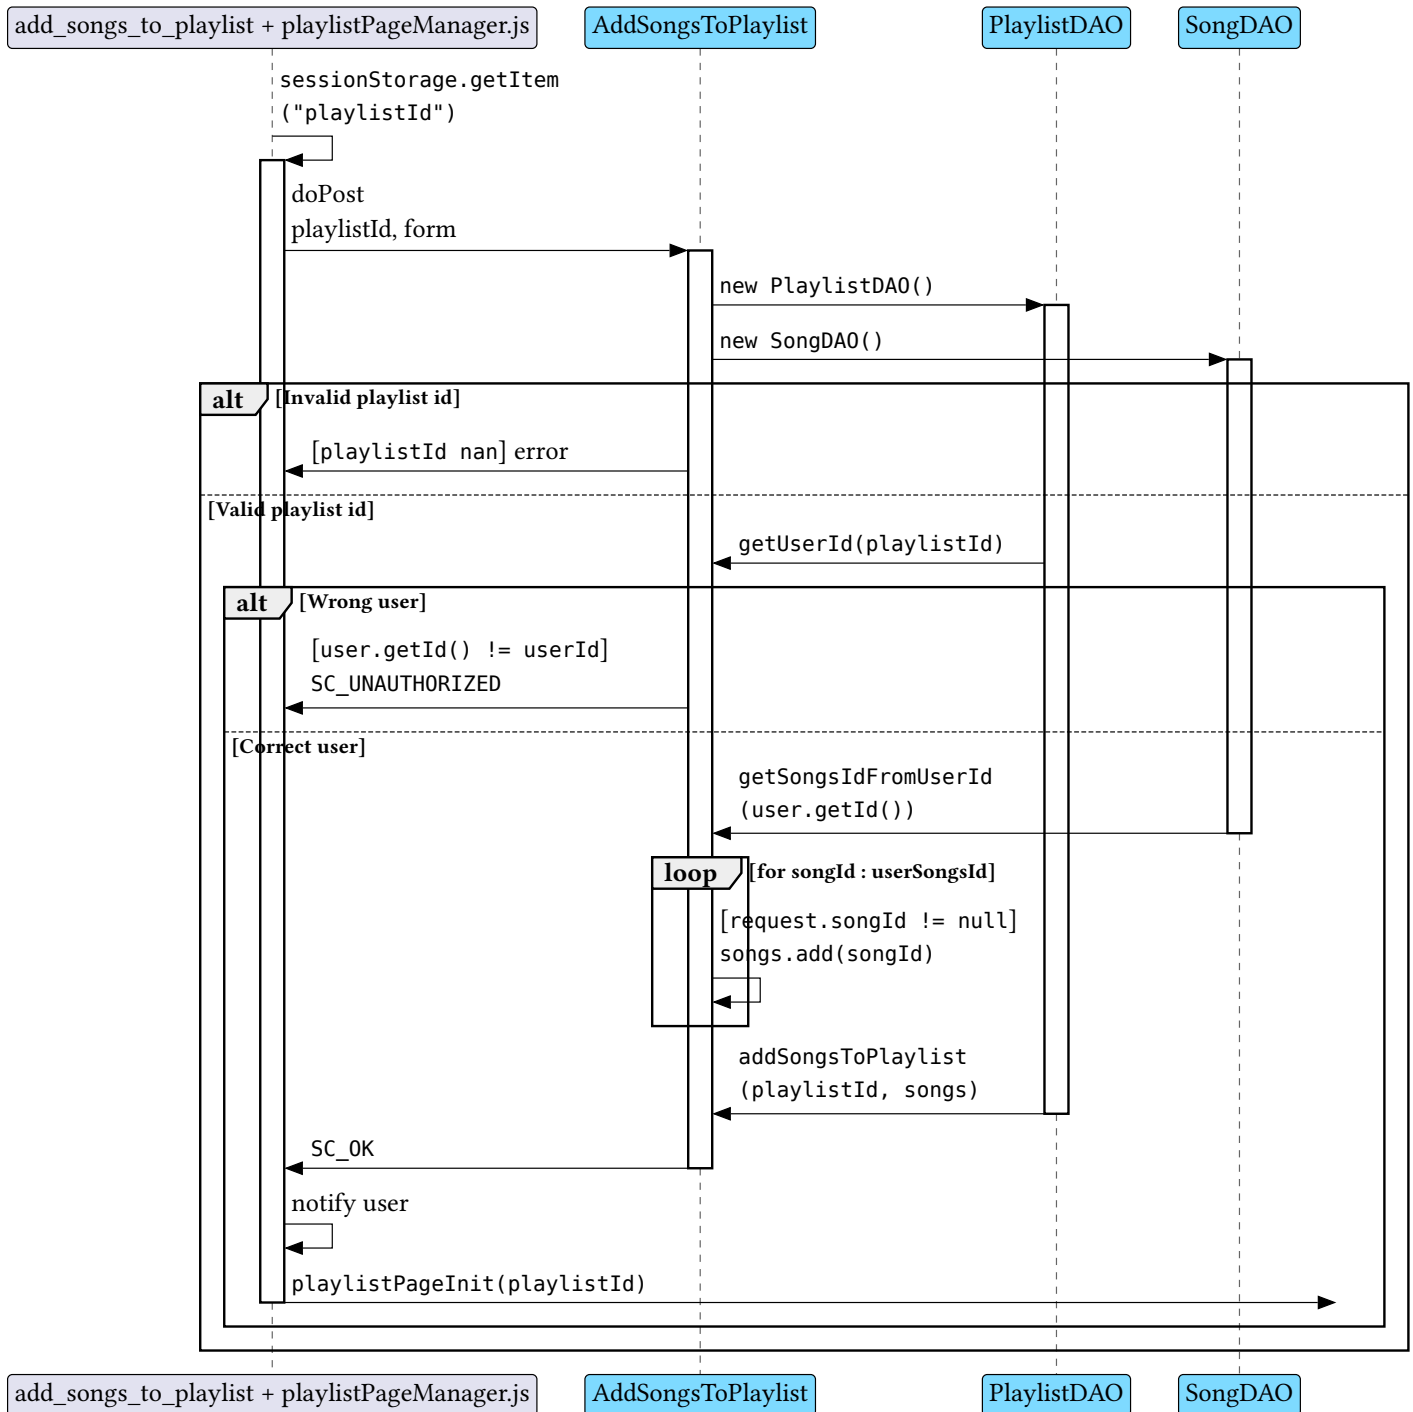 add_songs_to_playlist + playlistPageManager.js
AddSongsToPlaylist
PlaylistDAO
SongDAO
sessionStorage.getItem
("playlistId")
doPost
playlistId, form
new PlaylistDAO()
new SongDAO()
alt
[Invalid playlist id]
[playlistId nan] error
[Valid playlist id]
getUserId(playlistId)
alt
[Wrong user]
[user.getId() != userId]
SC_UNAUTHORIZED
[Correct user]
getSongsIdFromUserId
(user.getId())
loop
[for songId : userSongsId]
[request.songId != null]
songs.add(songId)
addSongsToPlaylist
(playlistId, songs)
SC_OK
notify user
playlistPageInit(playlistId)
add_songs_to_playlist + playlistPageManager.js
AddSongsToPlaylist
PlaylistDAO
SongDAO